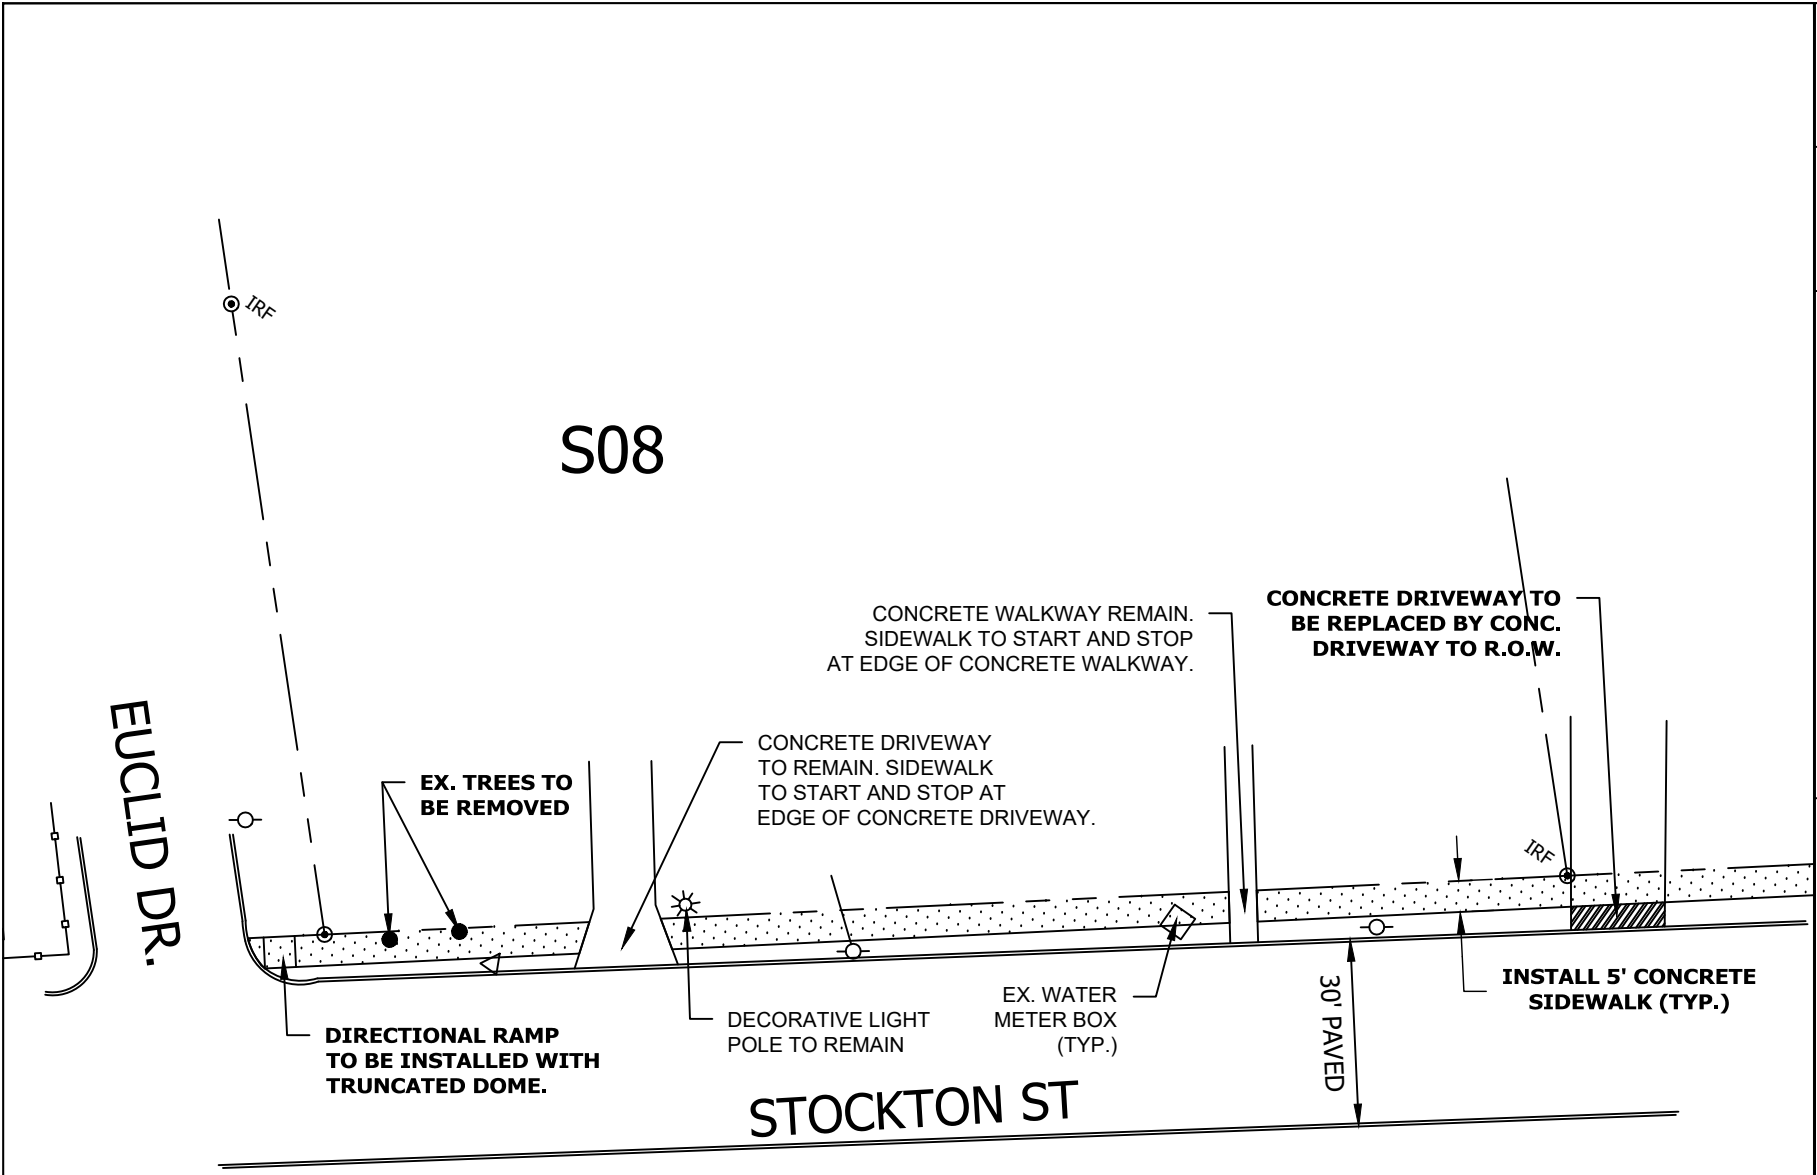 IRF
S08
CONCRETE WALKWAY REMAIN.
SIDEWALK TO START AND STOP
AT EDGE OF CONCRETE WALKWAY.
CONCRETE DRIVEWAY TO
BE REPLACED BY CONC.
DRIVEWAY TO R.O.W.
EUCLID DR.
EX. TREES TO
BE REMOVED
CONCRETE DRIVEWAY
TO REMAIN. SIDEWALK
TO START AND STOP AT
EDGE OF CONCRETE DRIVEWAY.
IRF
DIRECTIONAL RAMP
TO BE INSTALLED WITH
TRUNCATED DOME.
DECORATIVE LIGHT
POLE TO REMAIN
EX. WATER
METER BOX
(TYP.)
30' PAVED
INSTALL 5' CONCRETE
SIDEWALK (TYP.)
STOCKTON ST